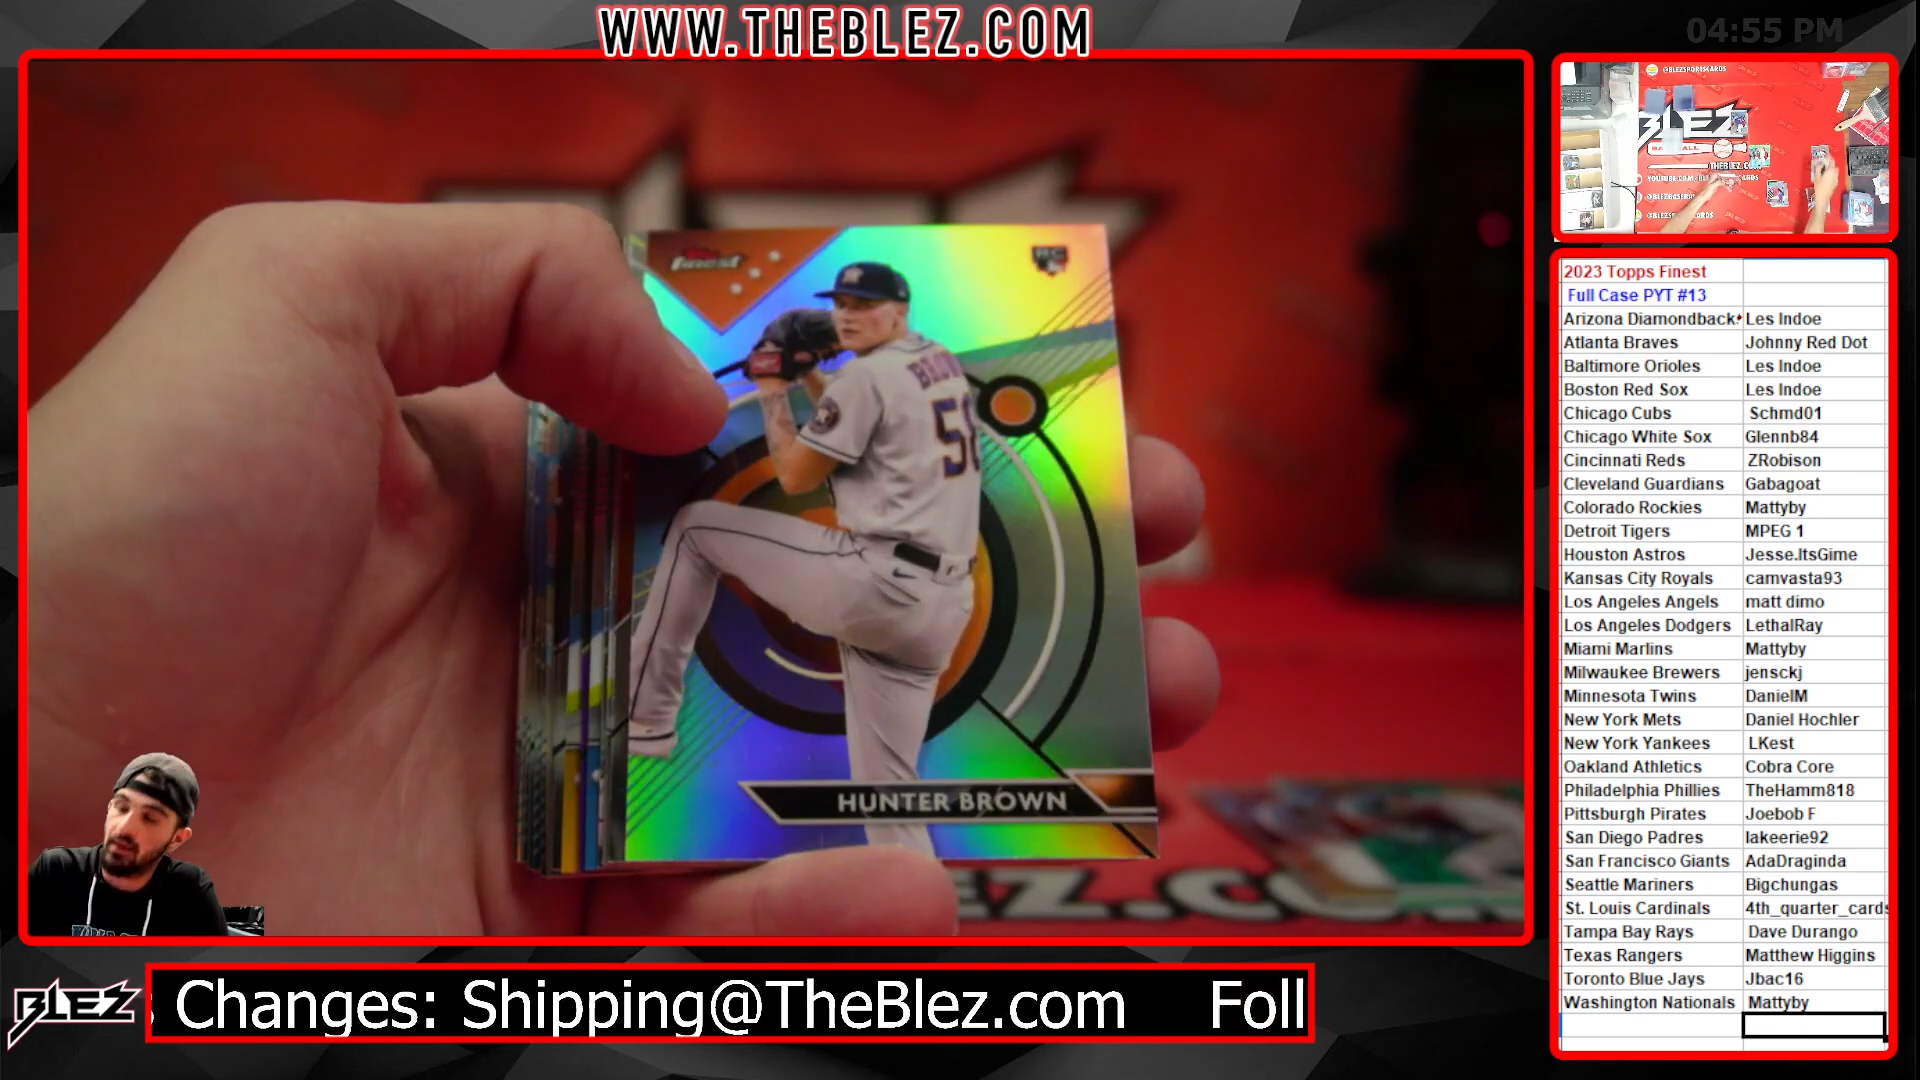 WWW.THEBLEZ.COM
04:55 PM
@BLEZSPORTSCARDS
BLEZ
2023 Topps Finest
Full Case PYT #13
Arizona Diamondback Les Indoe
Atlanta Braves Johnny Red Dot
Baltimore Orioles Les Indoe
Boston Red Sox Les Indoe
Chicago Cubs Schmd01
Chicago White Sox Glennb84
Cincinnati Reds ZRobison
Cleveland Guardians Gabagoat
Colorado Rockies Mattyby
Detroit Tigers MPEG 1
Houston Astros Jesse.ItsGime
Kansas City Royals camvasta93
Los Angeles Angels matt dimo
Los Angeles Dodgers LethalRay
Miami Marlins Mattyby
Milwaukee Brewers jensckj
Minnesota Twins DanielM
New York Mets Daniel Hochler
New York Yankees LKest
Oakland Athletics Cobra Core
Philadelphia Phillies TheHamm818
Pittsburgh Pirates Joebob F
San Diego Padres lakeerie92
San Francisco Giants AdaDraginda
Seattle Mariners Bigchungas
St. Louis Cardinals 4th_quarter_cards
Tampa Bay Rays Dave Durango
Texas Rangers Matthew Higgins
Toronto Blue Jays Jbac16
Washington Nationals Mattyby
Topps
finest
RC
BROWN
HUNTER BROWN
EZ.CO
BLEZ
Changes: Shipping@TheBlez.com Foll